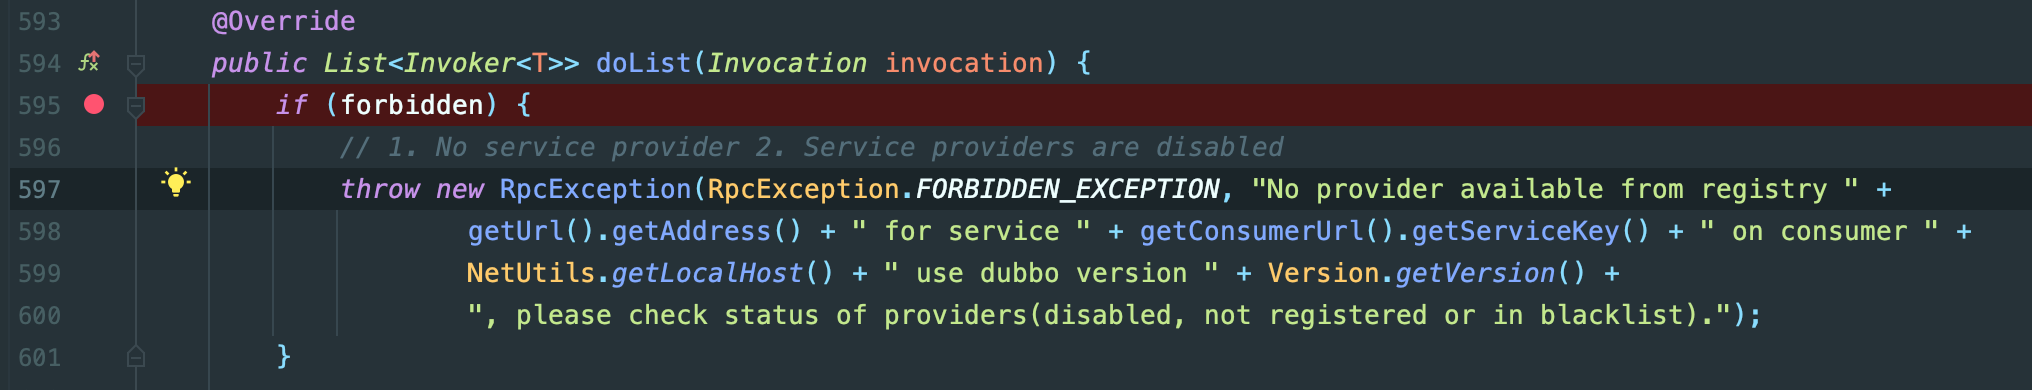 593 @Override
594 public List<Invoker<T>> doList(Invocation invocation) {
595 if (forbidden) {
596 // 1. No service provider 2. Service providers are disabled
597 throw new RpcException(RpcException.FORBIDDEN_EXCEPTION, "No provider available from registry " +
598 getUrl().getAddress() + " for service " + getConsumerUrl().getServiceKey() + " on consumer " +
599 NetUtils.getLocalHost() + " use dubbo version " + Version.getVersion() +
600 ", please check status of providers(disabled, not registered or in blacklist).");
601 }